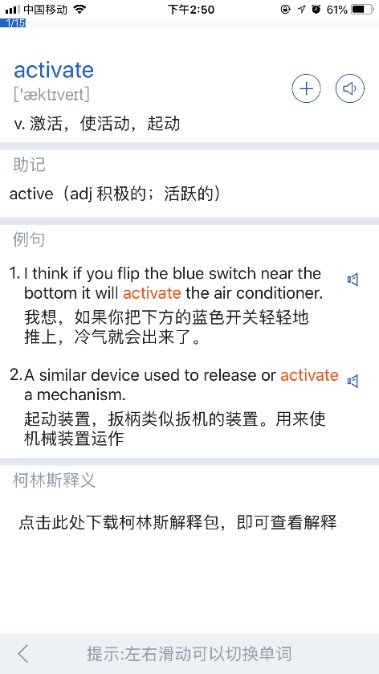 中国移动 下午2:50 61%
1/15
activate
['æktɪveɪt]
v. 激活，使活动，起动
助记
active（adj 积极的；活跃的）
例句
1. I think if you flip the blue switch near the
bottom it will activate the air conditioner.
我想，如果你把下方的蓝色开关轻轻地
推上，冷气就会出来了。
2. A similar device used to release or activate
a mechanism.
起动装置，扳柄类似扳机的装置。用来使
机械装置运作
柯林斯释义
点击此处下载柯林斯解释包，即可查看解释
提示:左右滑动可以切换单词